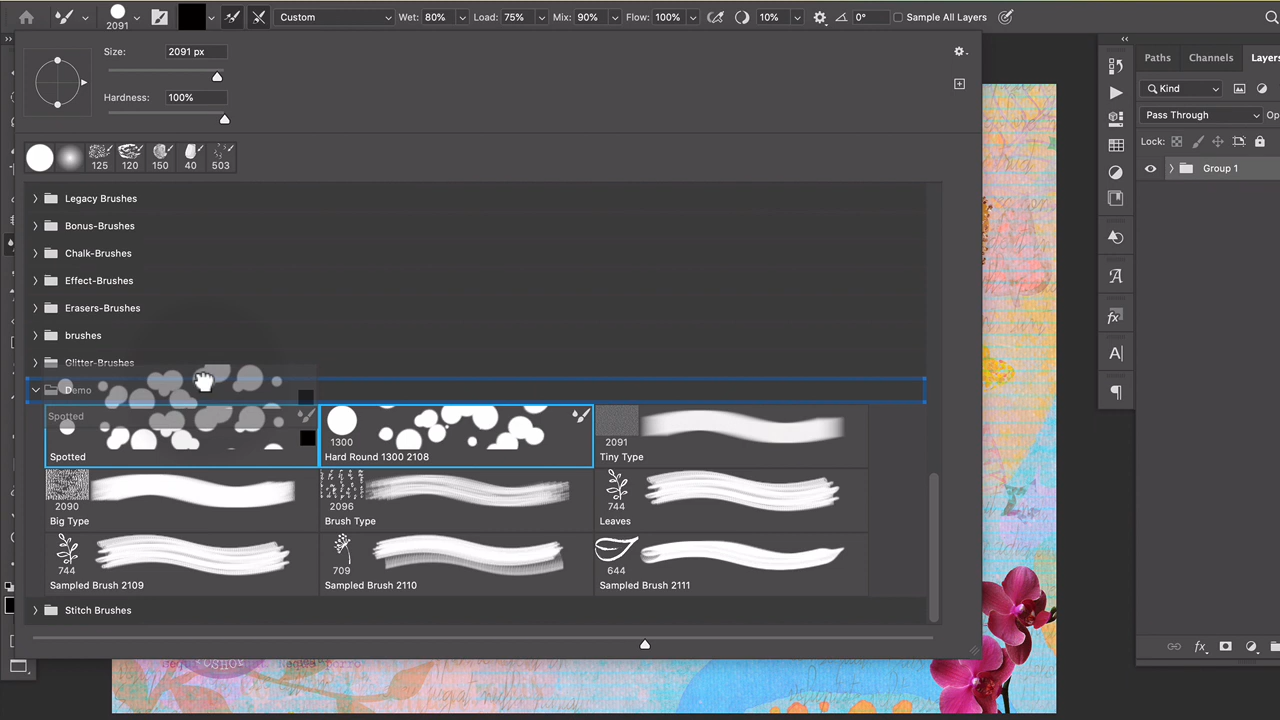 2091
Custom
Wet: 80%
Load: 75%
Mix: 90%
Flow: 100%
10%
0°
Sample All Layers
Size:
2091 px
Hardness:
100%
125
120
150
40
503
Legacy Brushes
Bonus-Brushes
Chalk-Brushes
Effect-Brushes
Erasers-Brushes
brushes
Glitter-Brushes
Demo
Spotted
Spotted
1300
Hard Round 1300 2108
2091
Tiny Type
2090
Big Type
2096
Brush Type
744
Leaves
744
Sampled Brush 2109
709
Sampled Brush 2110
644
Sampled Brush 2111
Stitch Brushes
Paths
Channels
Layers
Kind
Pass Through
Op
Lock:
Group 1